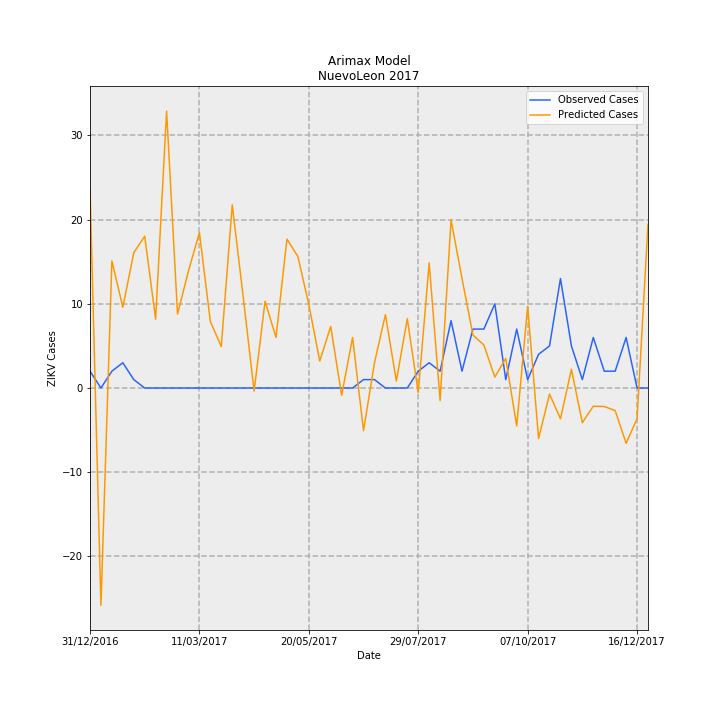 Arimax Model
NuevoLeon 2017
Observed Cases
Predicted Cases
30
20
10
0
−10
−20
ZIKV Cases
31/12/2016
11/03/2017
20/05/2017
29/07/2017
07/10/2017
16/12/2017
Date